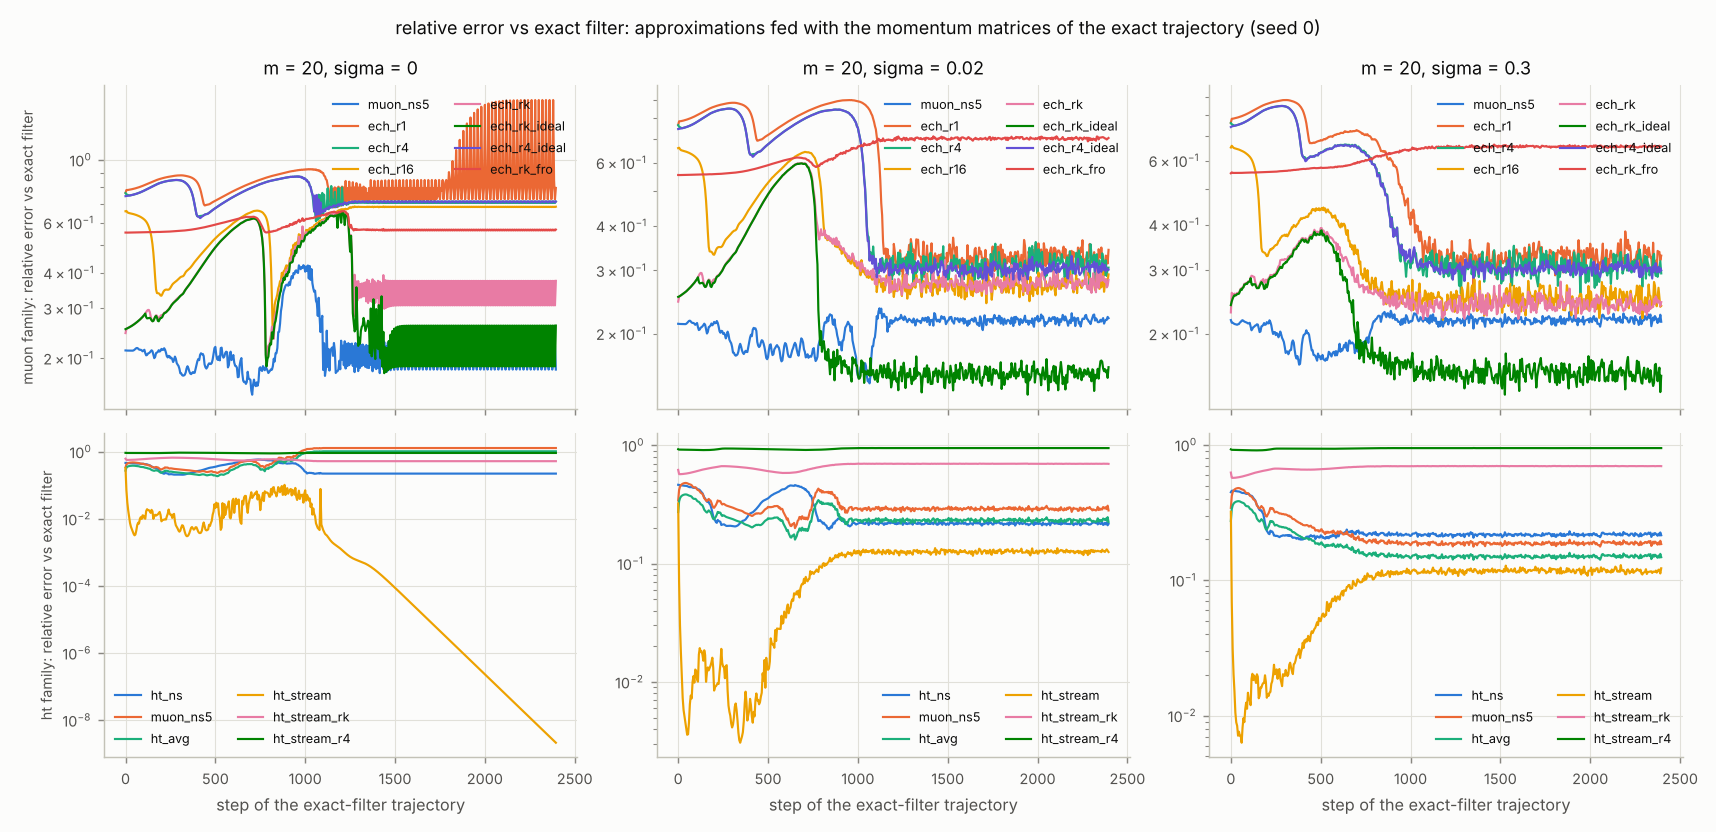 relative error vs exact filter: approximations fed with the momentum matrices of the exact trajectory (seed 0)
m = 20, sigma = 0
m = 20, sigma = 0.02
m = 20, sigma = 0.3
muon family: relative error vs exact filter
10⁰
6 × 10⁻¹
4 × 10⁻¹
3 × 10⁻¹
2 × 10⁻¹
muon_ns5
ech_r1
ech_r4
ech_r16
ech_rk
ech_rk_ideal
ech_r4_ideal
ech_rk_fro
6 × 10⁻¹
4 × 10⁻¹
3 × 10⁻¹
2 × 10⁻¹
muon_ns5
ech_r1
ech_r4
ech_r16
ech_rk
ech_rk_ideal
ech_r4_ideal
ech_rk_fro
6 × 10⁻¹
4 × 10⁻¹
3 × 10⁻¹
2 × 10⁻¹
muon_ns5
ech_r1
ech_r4
ech_r16
ech_rk
ech_rk_ideal
ech_r4_ideal
ech_rk_fro
ht family: relative error vs exact filter
10⁰
10⁻²
10⁻⁴
10⁻⁶
10⁻⁸
ht_ns
muon_ns5
ht_avg
ht_stream
ht_stream_rk
ht_stream_r4
0 500 1000 1500 2000 2500
step of the exact-filter trajectory
10⁰
10⁻¹
10⁻²
ht_ns
muon_ns5
ht_avg
ht_stream
ht_stream_rk
ht_stream_r4
0 500 1000 1500 2000 2500
step of the exact-filter trajectory
10⁰
10⁻¹
10⁻²
ht_ns
muon_ns5
ht_avg
ht_stream
ht_stream_rk
ht_stream_r4
0 500 1000 1500 2000 2500
step of the exact-filter trajectory